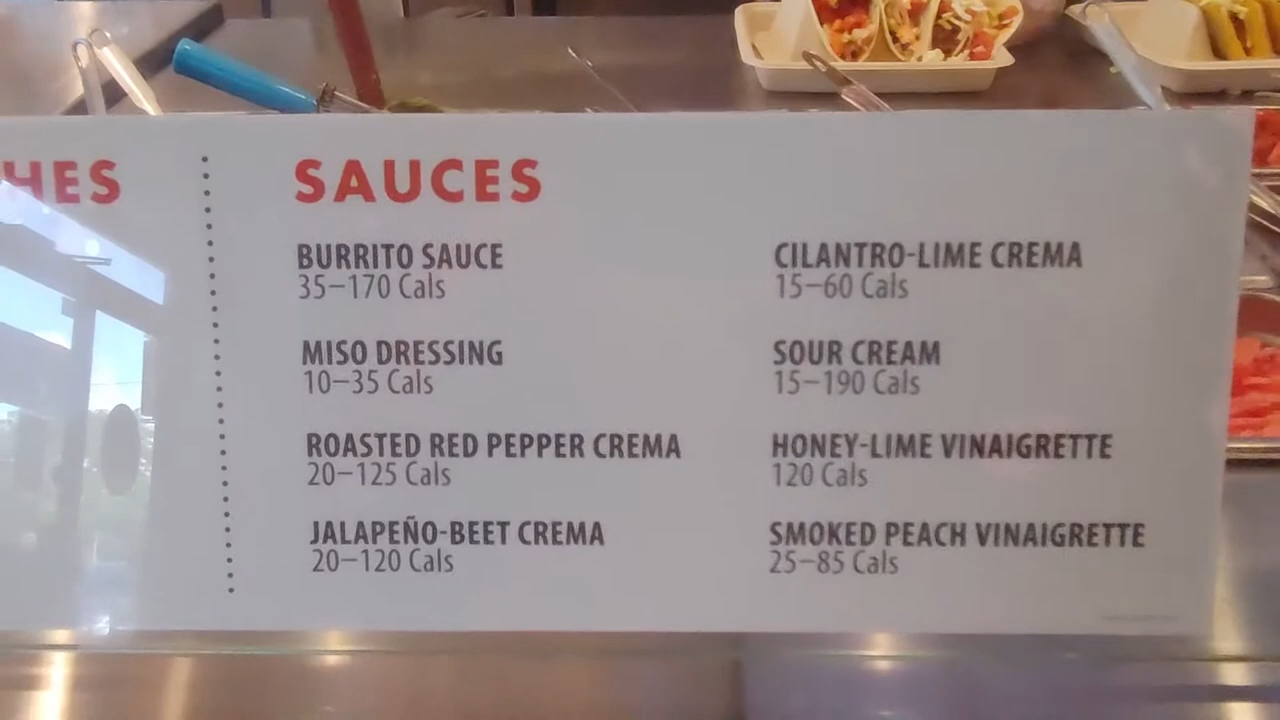 HES
SAUCES
BURRITO SAUCE
35–170 Cals
MISO DRESSING
10–35 Cals
ROASTED RED PEPPER CREMA
20–125 Cals
JALAPEÑO-BEET CREMA
20–120 Cals
CILANTRO-LIME CREMA
15–60 Cals
SOUR CREAM
15–190 Cals
HONEY-LIME VINAIGRETTE
120 Cals
SMOKED PEACH VINAIGRETTE
25–85 Cals